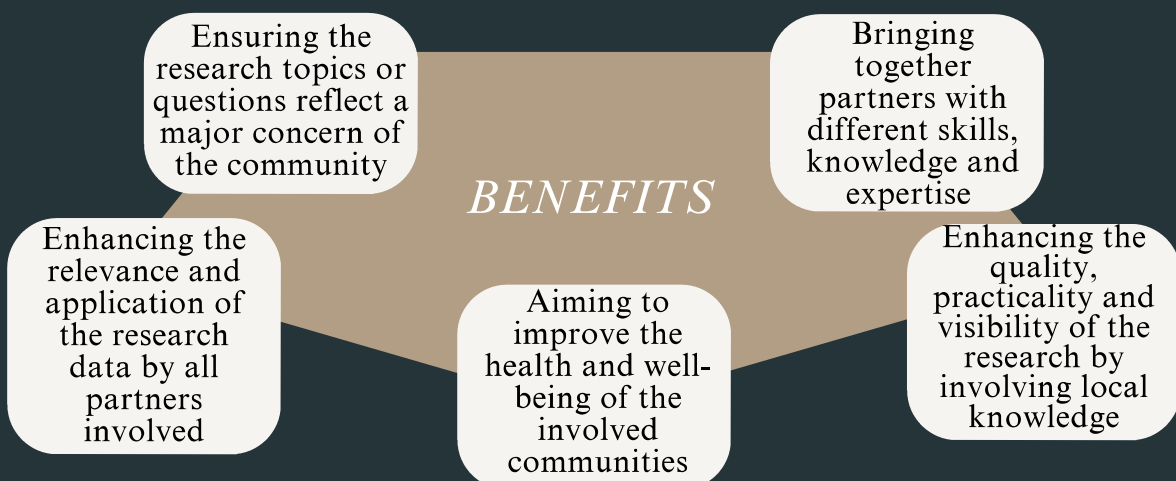 Ensuring the
research topics or
questions reflect a
major concern of
the community
Bringing
together
partners with
different skills,
knowledge and
expertise
BENEFITS
Enhancing the
relevance and
application of
the research
data by all
partners
involved
Aiming to
improve the
health and well-
being of the
involved
communities
Enhancing the
quality,
practicality and
visibility of the
research by
involving local
knowledge